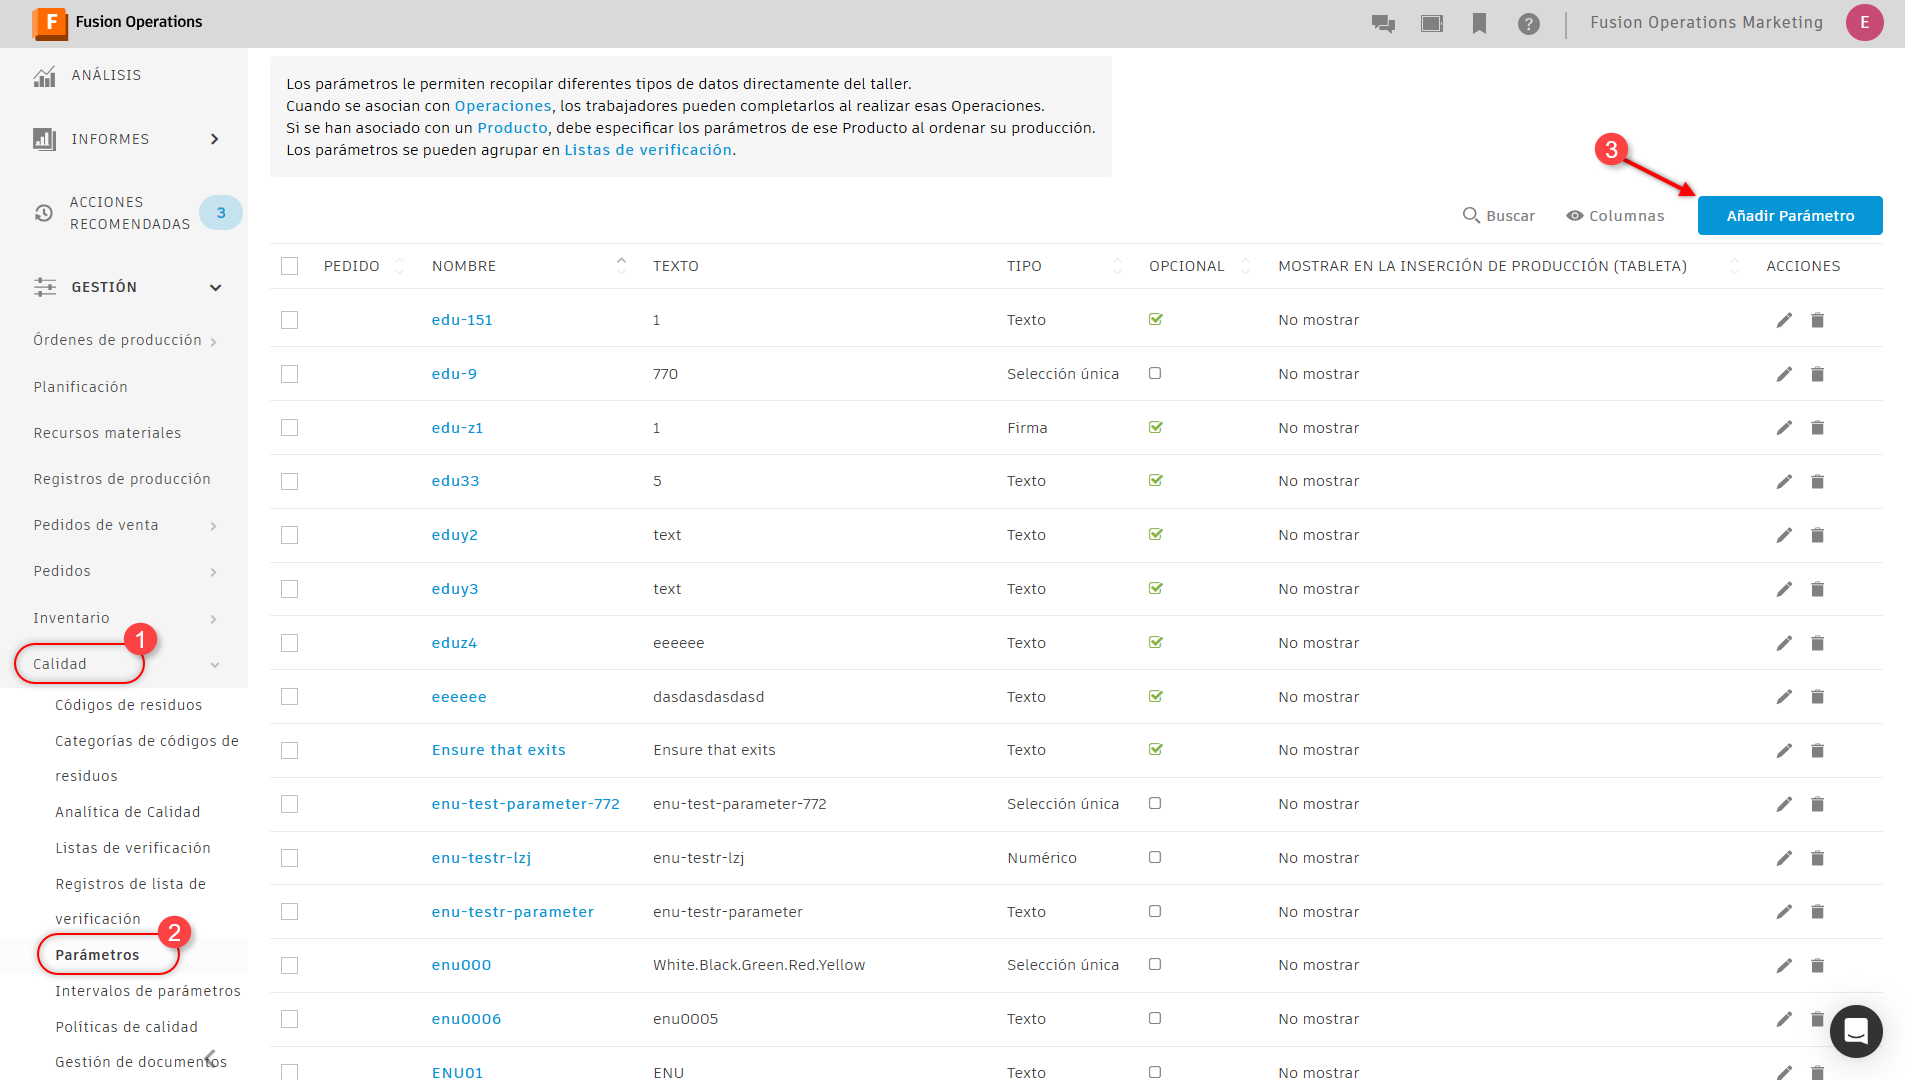 F Fusion Operations
Fusion Operations Marketing
E
ANÁLISIS
INFORMES
ACCIONES
RECOMENDADAS
3
GESTIÓN
Órdenes de producción
Planificación
Recursos materiales
Registros de producción
Pedidos de venta
Pedidos
Inventario
1
Calidad
Códigos de residuos
Categorías de códigos de
residuos
Analítica de Calidad
Listas de verificación
Registros de lista de
verificación
2
Parámetros
Intervalos de parámetros
Políticas de calidad
Gestión de documentos
Los parámetros le permiten recopilar diferentes tipos de datos directamente del taller.
Cuando se asocian con Operaciones, los trabajadores pueden completarlos al realizar esas Operaciones.
Si se han asociado con un Producto, debe especificar los parámetros de ese Producto al ordenar su producción.
Los parámetros se pueden agrupar en Listas de verificación.
3
Buscar
Columnas
Añadir Parámetro
PEDIDO NOMBRE TEXTO TIPO OPCIONAL MOSTRAR EN LA INSERCIÓN DE PRODUCCIÓN (TABLETA) ACCIONES
edu-151 1 Texto No mostrar
edu-9 770 Selección única No mostrar
edu-z1 1 Firma No mostrar
edu33 5 Texto No mostrar
eduy2 text Texto No mostrar
eduy3 text Texto No mostrar
eduz4 eeeeee Texto No mostrar
eeeeee dasdasdasdasd Texto No mostrar
Ensure that exits Ensure that exits Texto No mostrar
enu-test-parameter-772 enu-test-parameter-772 Selección única No mostrar
enu-testr-lzj enu-testr-lzj Numérico No mostrar
enu-testr-parameter enu-testr-parameter Texto No mostrar
enu000 White.Black.Green.Red.Yellow Selección única No mostrar
enu0006 enu0005 Texto No mostrar
ENU01 ENU Texto No mostrar